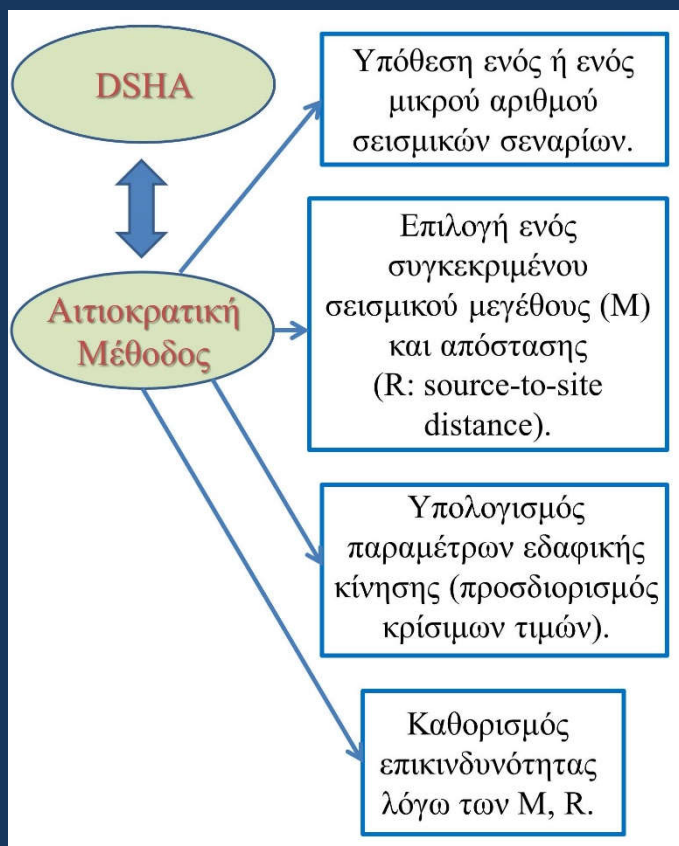 DSHA
Αιτιοκρατική
Μέθοδος
Υπόθεση ενός ή ενός
μικρού αριθμού
σεισμικών σεναρίων.
Επιλογή ενός
συγκεκριμένου
σεισμικού μεγέθους (Μ)
και απόστασης
(R: source-to-site
distance).
Υπολογισμός
παραμέτρων εδαφικής
κίνησης (προσδιορισμός
κρίσιμων τιμών).
Καθορισμός
επικινδυνότητας
λόγω των M, R.